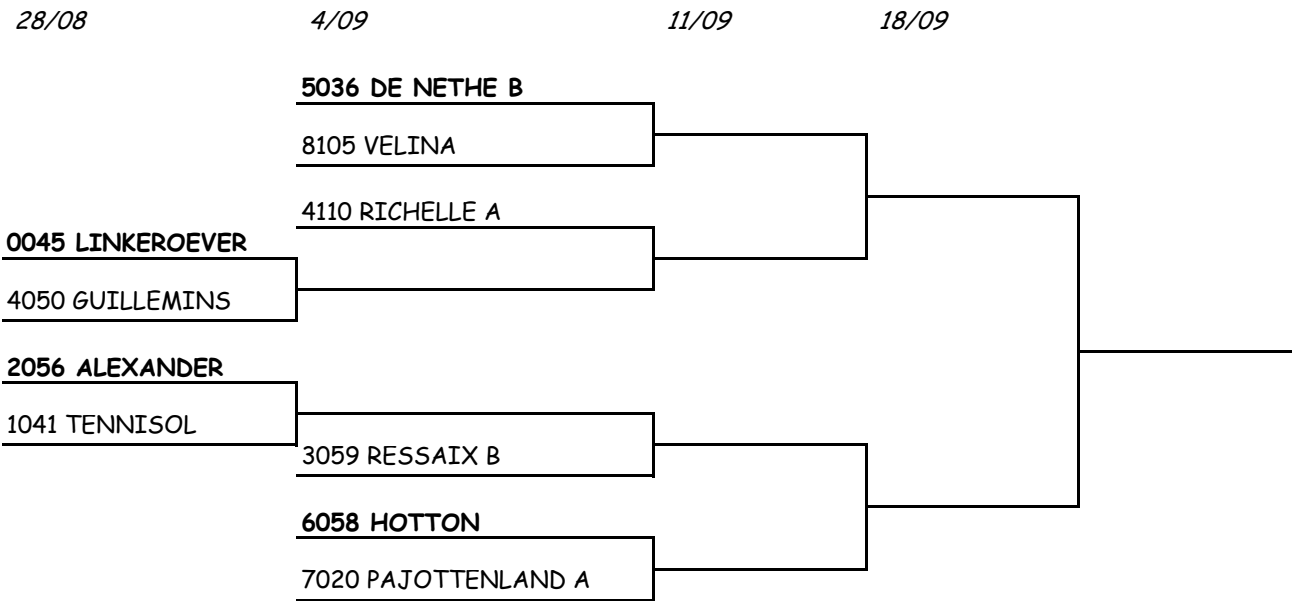 28/08 4/09 11/09 18/09
5036 DE NETHE B
8105 VELINA
4110 RICHELLE A
0045 LINKEROEVER
4050 GUILLEMINS
2056 ALEXANDER
1041 TENNISOL
3059 RESSAIX B
6058 HOTTON
7020 PAJOTTENLAND A